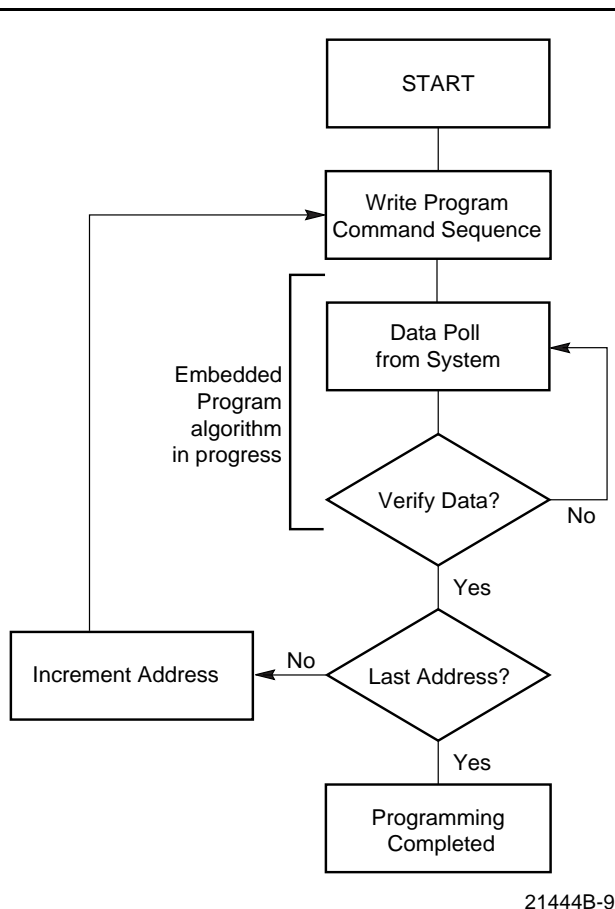 START
Write Program
Command Sequence
Data Poll
from System
Embedded
Program
algorithm
in progress
Verify Data?
No
Yes
Increment Address
No
Last Address?
Yes
Programming
Completed
21444B-9